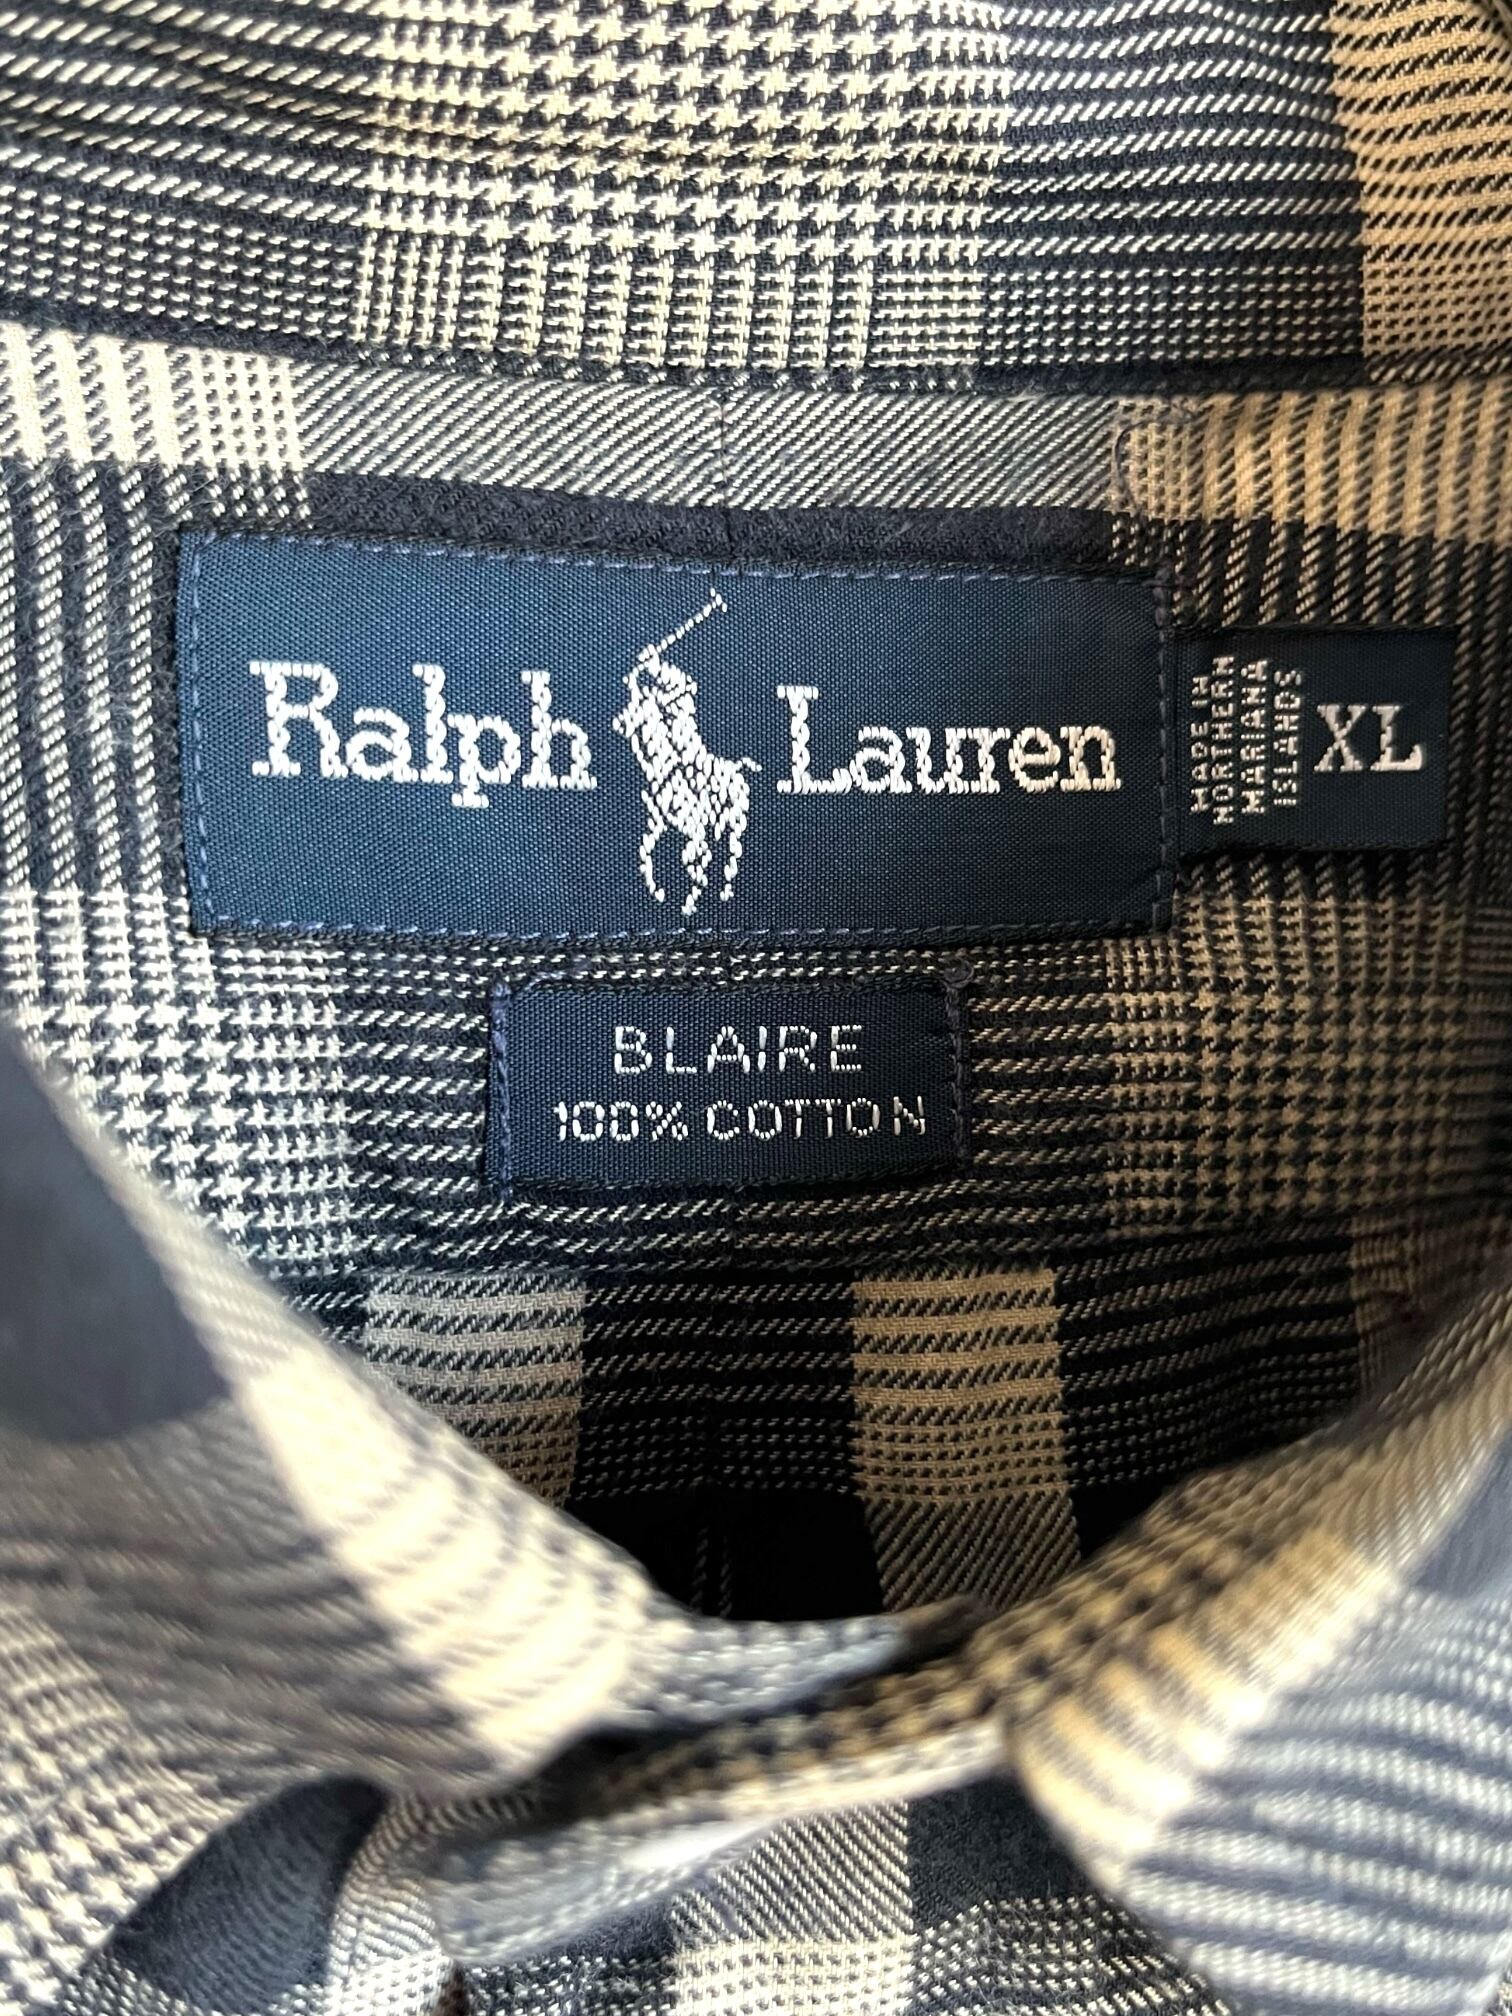 Ralph Lauren
MADE IN
NORTHERN
MARIANA
ISLANDS
XL
BLAIRE
100% COTTON